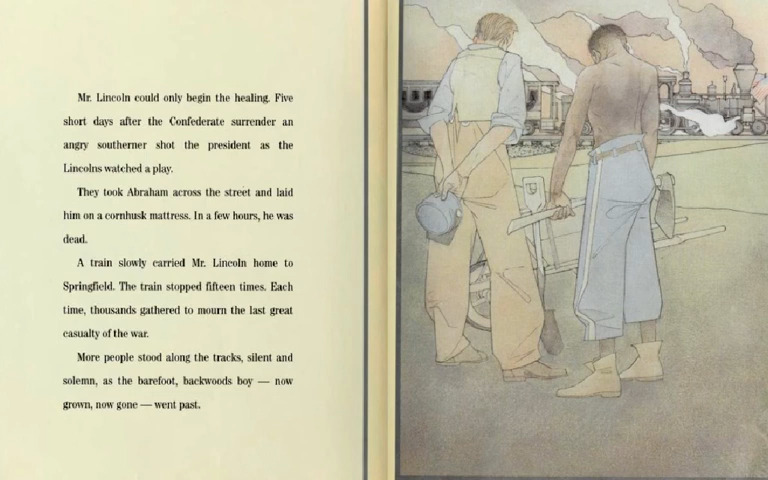 Mr. Lincoln could only begin the healing. Five
short days after the Confederate surrender an
angry southerner shot the president as the
Lincolns watched a play.
They took Abraham across the street and laid
him on a cornhusk mattress. In a few hours, he was
dead.
A train slowly carried Mr. Lincoln home to
Springfield. The train stopped fifteen times. Each
time, thousands gathered to mourn the last great
casualty of the war.
More people stood along the tracks, silent and
solemn, as the barefoot, backwoods boy — now
grown, now gone — went past.